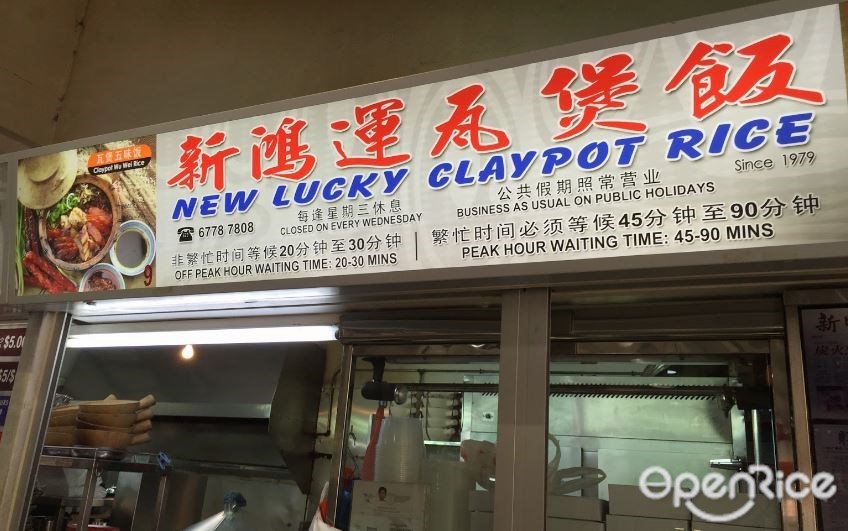 新鴻運瓦煲飯
NEW LUCKY CLAYPOT RICE
Since 1979
瓦煲五味饭
Claypot Wu Wei Rice
9
每逢星期三休息
CLOSED ON EVERY WEDNESDAY
☎ 6778 7808
公共假期照常营业
BUSINESS AS USUAL ON PUBLIC HOLIDAYS
非繁忙时间等候20分钟至30分钟
OFF PEAK HOUR WAITING TIME: 20-30 MINS
繁忙时间必须等候45分钟至90分钟
PEAK HOUR WAITING TIME: 45-90 MINS
$5.00
新
OpenRice